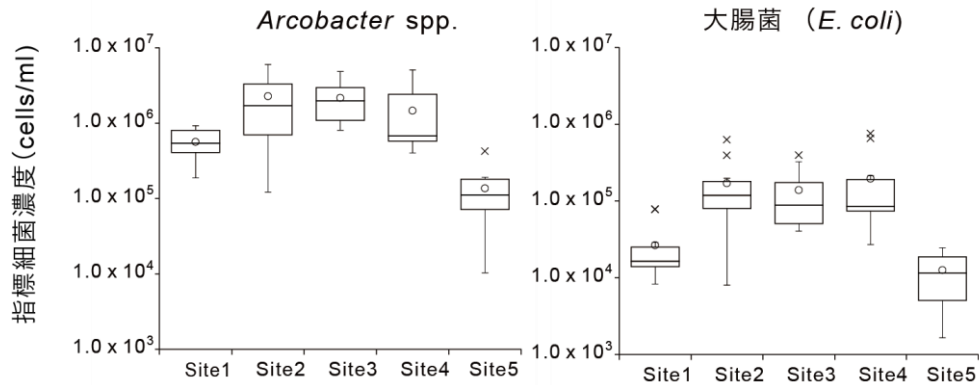 Arcobacter spp.
大腸菌 (E. coli)
指標細菌濃度(cells/ml)
1.0 x 10⁷
1.0 x 10⁶
1.0 x 10⁵
1.0 x 10⁴
1.0 x 10³
Site1 Site2 Site3 Site4 Site5
1.0 x 10⁷
1.0 x 10⁶
1.0 x 10⁵
1.0 x 10⁴
1.0 x 10³
Site1 Site2 Site3 Site4 Site5